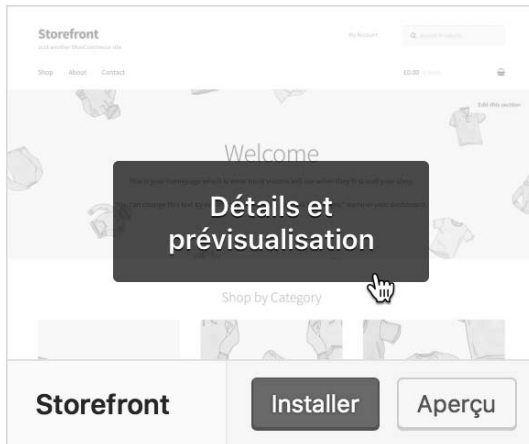 Storefront
Just another WooCommerce site
My Account
Search Products…
Shop About Contact
£0.00
Edit this section
Welcome
Détails et
prévisualisation
Shop by Category
Storefront
Installer
Aperçu